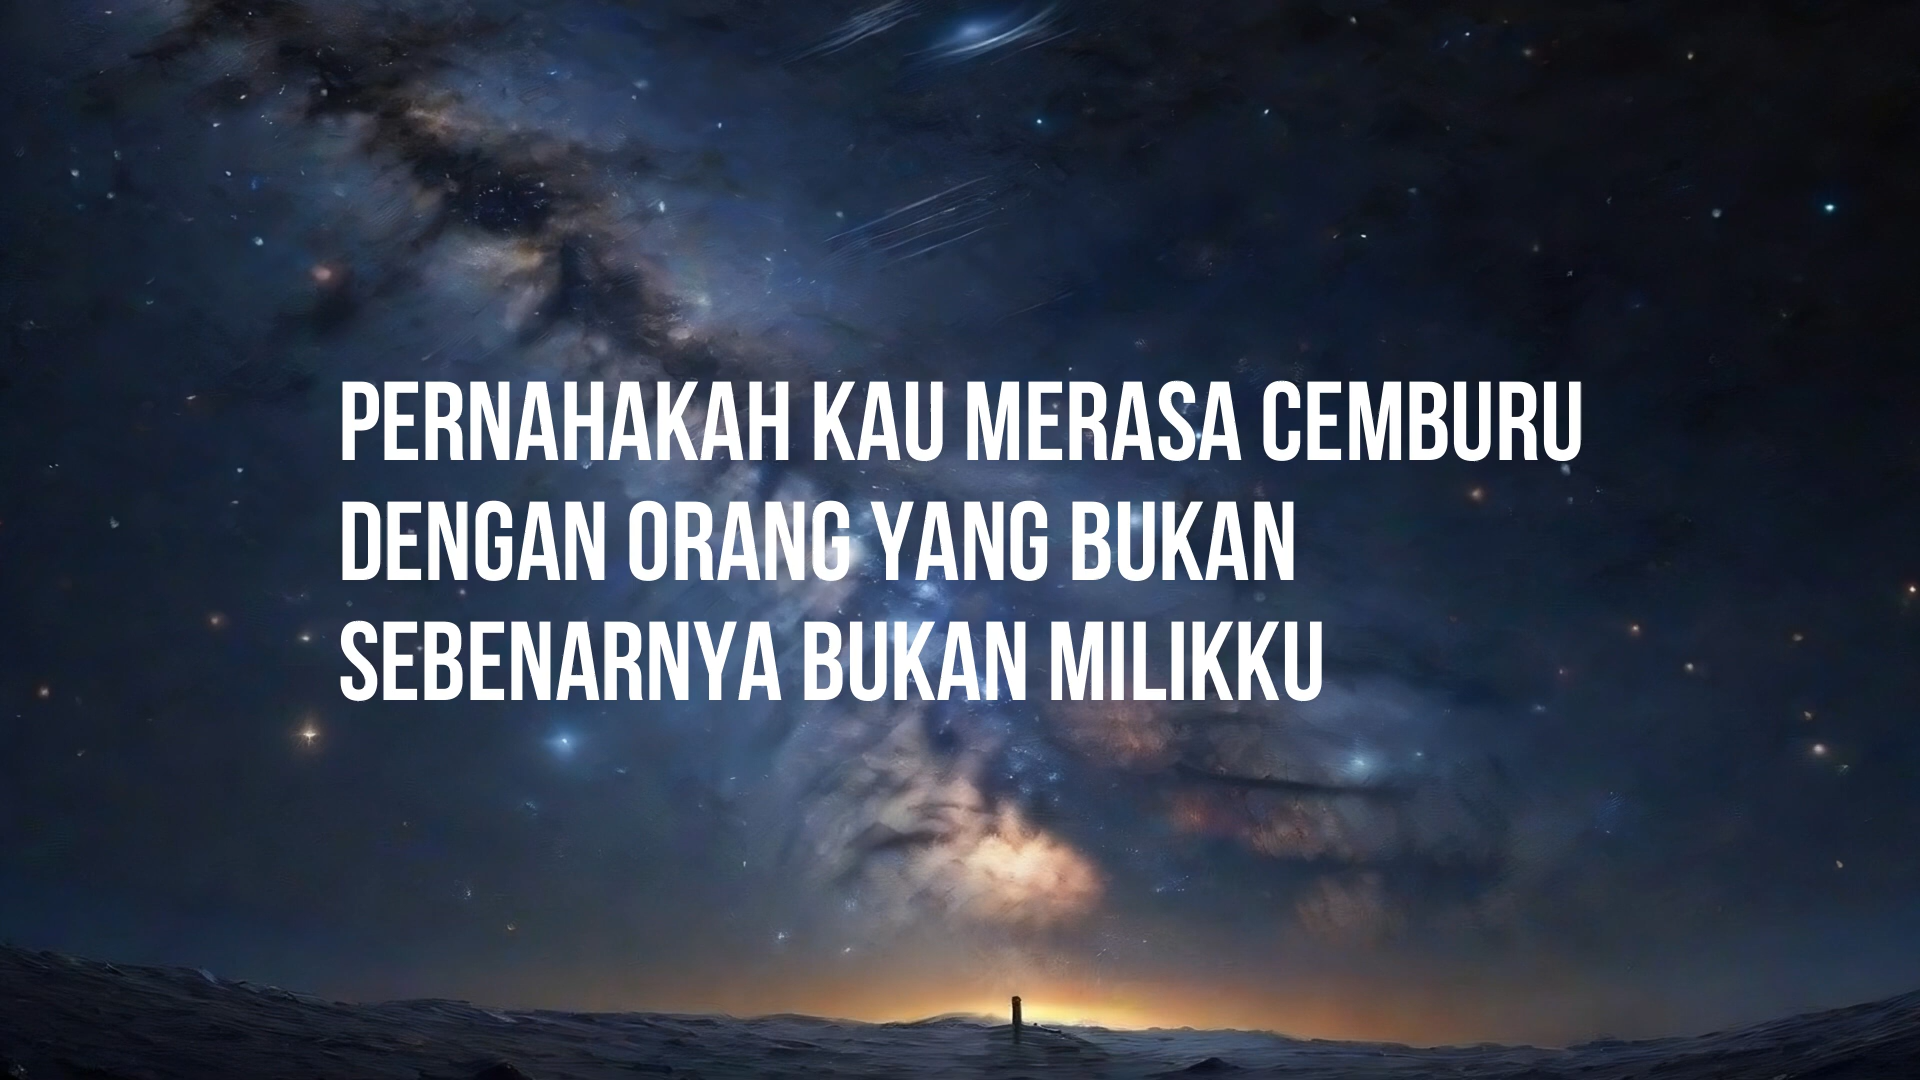 PERNAHAKAH KAU MERASA CEMBURU
DENGAN ORANG YANG BUKAN
SEBENARNYA BUKAN MILIKKU